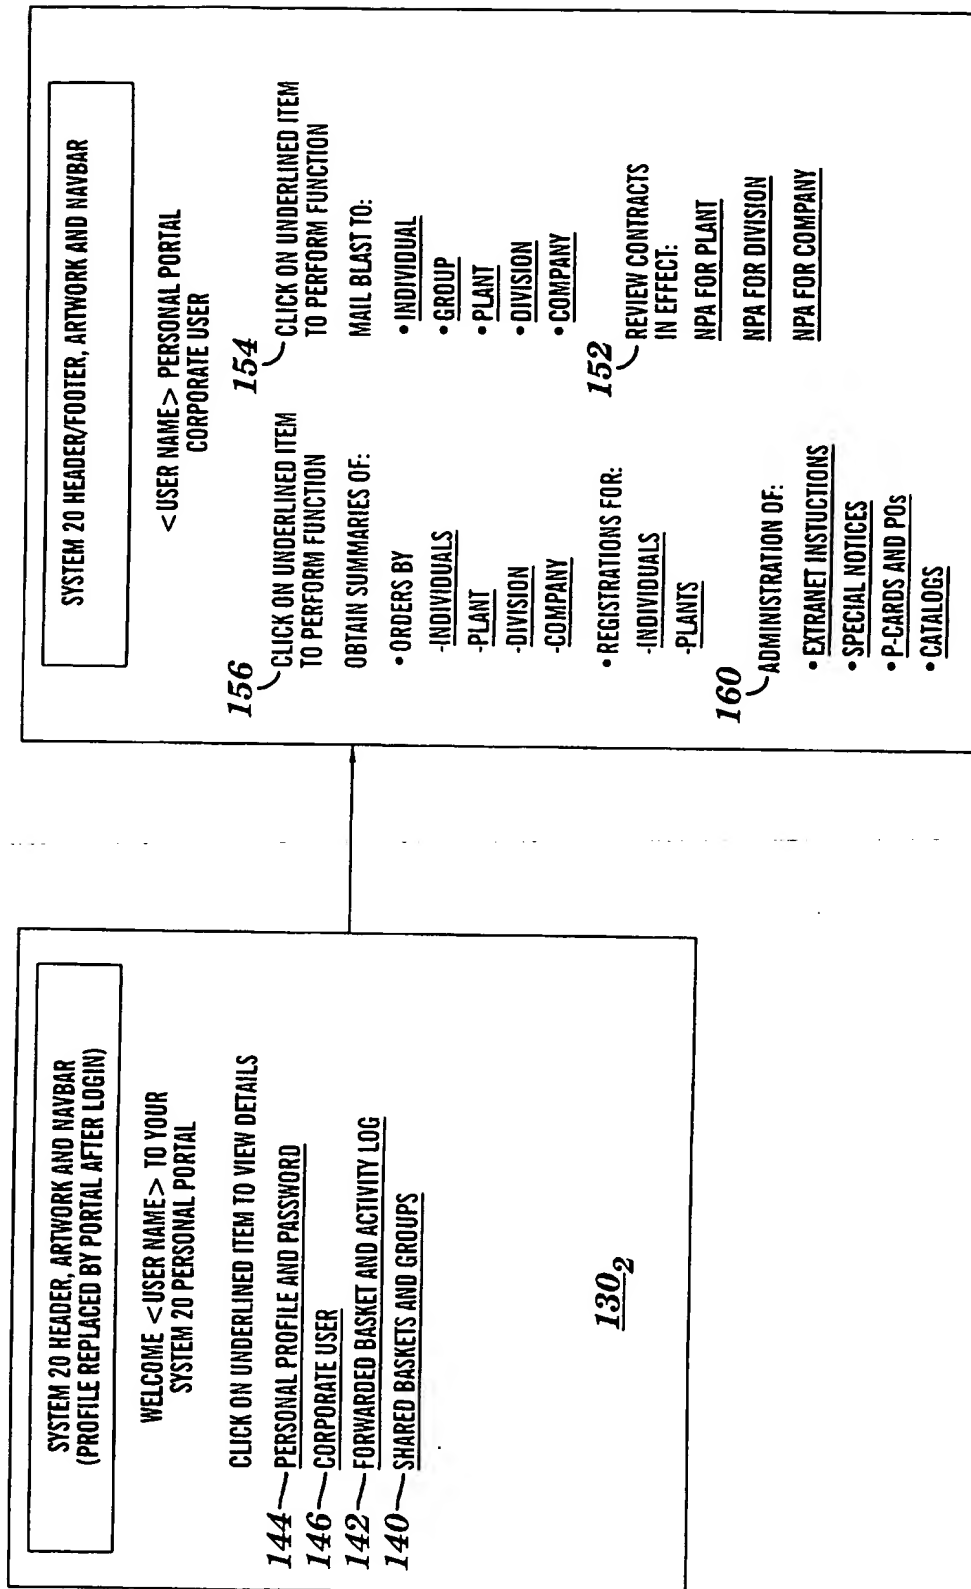 SYSTEM 20 HEADER, ARTWORK AND NAVBAR
(PROFILE REPLACED BY PORTAL AFTER LOGIN)
WELCOME <USER NAME> TO YOUR
SYSTEM 20 PERSONAL PORTAL
CLICK ON UNDERLINED ITEM TO VIEW DETAILS
144 PERSONAL PROFILE AND PASSWORD
146 CORPORATE USER
142 FORWARDED BASKET AND ACTIVITY LOG
140 SHARED BASKETS AND GROUPS
130₂
SYSTEM 20 HEADER/FOOTER, ARTWORK AND NAVBAR
<USER NAME> PERSONAL PORTAL
CORPORATE USER
156 CLICK ON UNDERLINED ITEM
TO PERFORM FUNCTION
OBTAIN SUMMARIES OF:
•ORDERS BY
-INDIVIDUALS
-PLANT
-DIVISION
-COMPANY
•REGISTRATIONS FOR:
-INDIVIDUALS
-PLANTS
160 ADMINISTRATION OF:
•EXTRANET INSTUCTIONS
•SPECIAL NOTICES
•P-CARDS AND POs
•CATALOGS
154 CLICK ON UNDERLINED ITEM
TO PERFORM FUNCTION
MAIL BLAST TO:
•INDIVIDUAL
•GROUP
•PLANT
•DIVISION
•COMPANY
152 REVIEW CONTRACTS
IN EFFECT:
NPA FOR PLANT
NPA FOR DIVISION
NPA FOR COMPANY